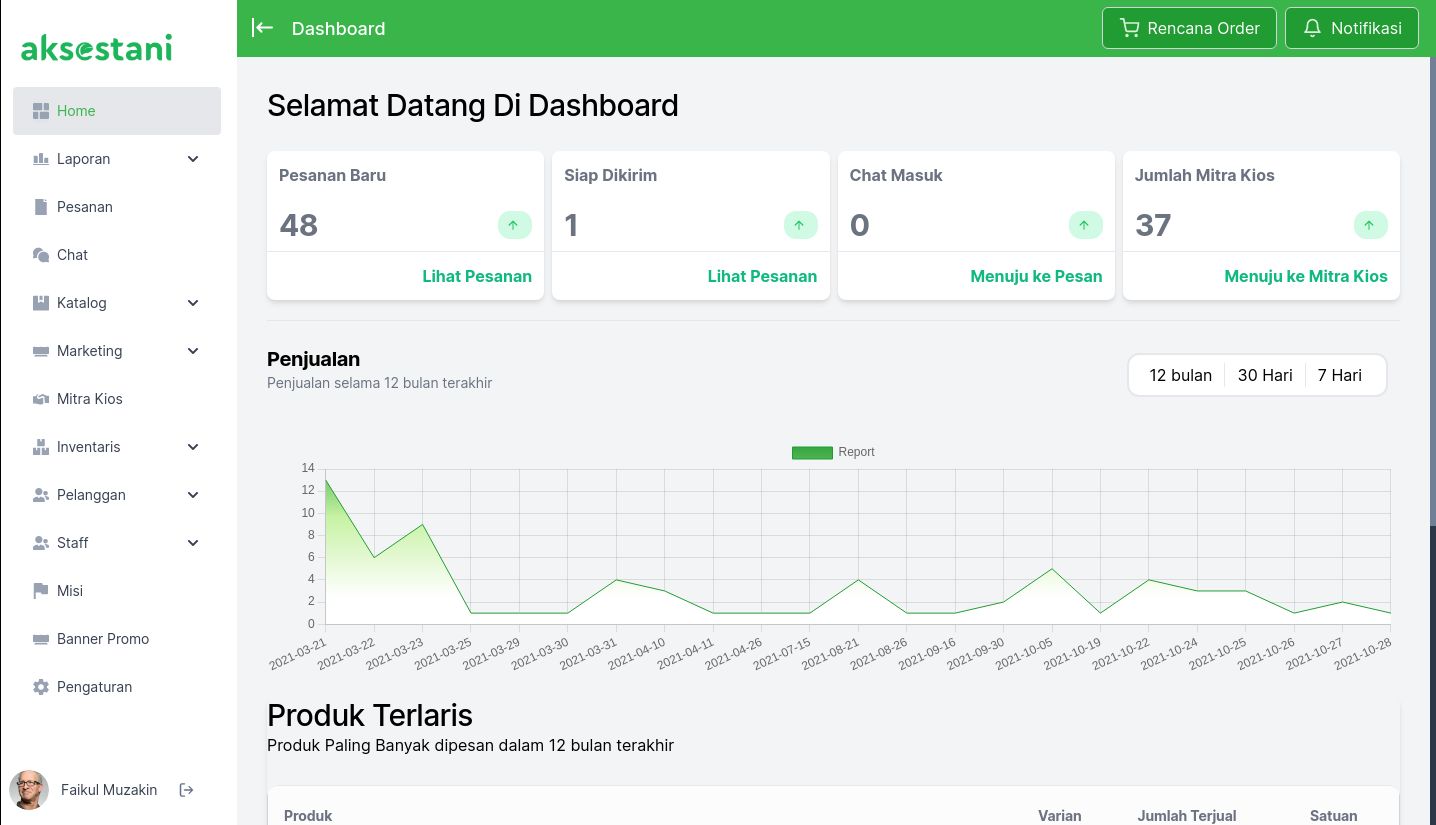 aksestani
Dashboard
Rencana Order
Notifikasi
Home
Laporan
Pesanan
Chat
Katalog
Marketing
Mitra Kios
Inventaris
Pelanggan
Staff
Misi
Banner Promo
Pengaturan
Faikul Muzakin
Selamat Datang Di Dashboard
Pesanan Baru
48
Lihat Pesanan
Siap Dikirim
1
Lihat Pesanan
Chat Masuk
0
Menuju ke Pesan
Jumlah Mitra Kios
37
Menuju ke Mitra Kios
Penjualan
Penjualan selama 12 bulan terakhir
12 bulan 30 Hari 7 Hari
Report
14
12
10
8
6
4
2
0
2021-03-21 2021-03-22 2021-03-23 2021-03-25 2021-03-29 2021-03-30 2021-03-31 2021-04-10 2021-04-11 2021-04-26 2021-07-15 2021-08-21 2021-08-26 2021-09-16 2021-09-30 2021-10-05 2021-10-19 2021-10-22 2021-10-24 2021-10-25 2021-10-26 2021-10-27 2021-10-28
Produk Terlaris
Produk Paling Banyak dipesan dalam 12 bulan terakhir
Produk Varian Jumlah Terjual Satuan